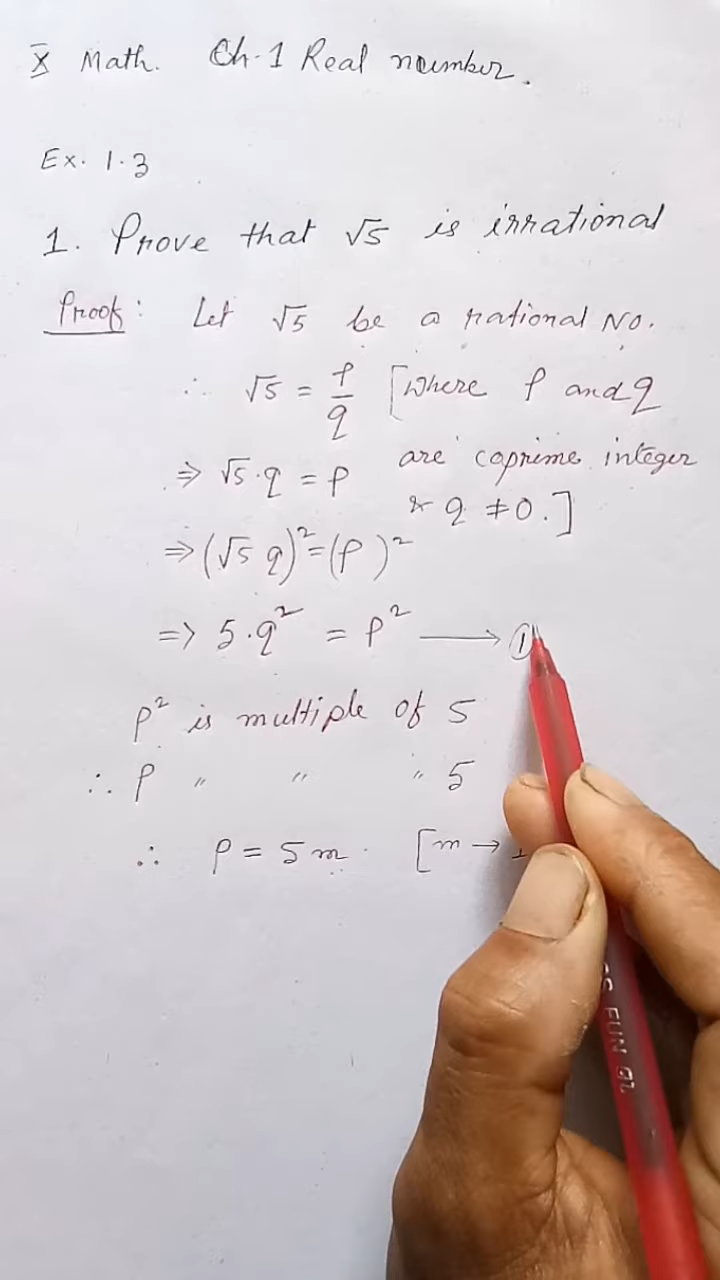 X Math. Ch-1 Real number.
Ex. 1.3
1. Prove that √5 is irrational
Proof: Let √5 be a rational No.
∴ √5 = p/q [where p and q
⇒ √5·q = p are coprime integer
& q ≠ 0.]
⇒ (√5 q)² = (p)²
⇒ 5·q² = p² ⟶ ①
p² is multiple of 5
∴ p " " " 5
∴ p = 5m. [m →